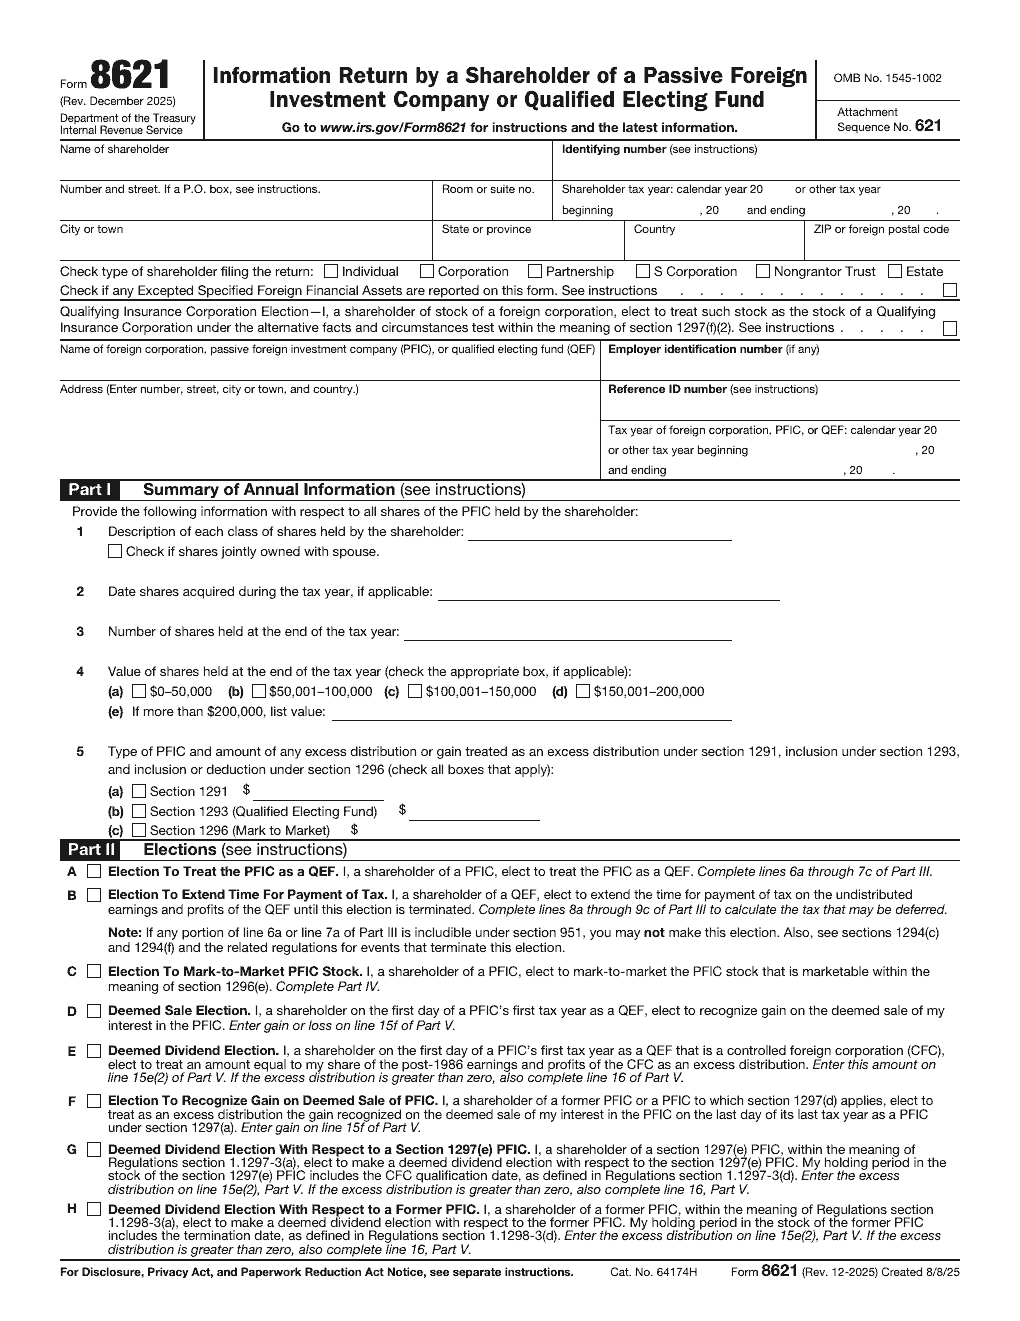 Form 8621
(Rev. December 2025)
Department of the Treasury
Internal Revenue Service
Information Return by a Shareholder of a Passive Foreign
Investment Company or Qualified Electing Fund
Go to www.irs.gov/Form8621 for instructions and the latest information.
OMB No. 1545-1002
Attachment
Sequence No. 621
Name of shareholder
Identifying number (see instructions)
Number and street. If a P.O. box, see instructions.
Room or suite no.
Shareholder tax year: calendar year 20 or other tax year
beginning , 20 and ending , 20 .
City or town
State or province
Country
ZIP or foreign postal code
Check type of shareholder filing the return: Individual Corporation Partnership S Corporation Nongrantor Trust Estate
Check if any Excepted Specified Foreign Financial Assets are reported on this form. See instructions . . . . . . . . . . . . .
Qualifying Insurance Corporation Election—I, a shareholder of stock of a foreign corporation, elect to treat such stock as the stock of a Qualifying
Insurance Corporation under the alternative facts and circumstances test within the meaning of section 1297(f)(2). See instructions . . . . .
Name of foreign corporation, passive foreign investment company (PFIC), or qualified electing fund (QEF)
Employer identification number (if any)
Address (Enter number, street, city or town, and country.)
Reference ID number (see instructions)
Tax year of foreign corporation, PFIC, or QEF: calendar year 20
or other tax year beginning , 20
and ending , 20 .
Part I Summary of Annual Information (see instructions)
Provide the following information with respect to all shares of the PFIC held by the shareholder:
1 Description of each class of shares held by the shareholder:
Check if shares jointly owned with spouse.
2 Date shares acquired during the tax year, if applicable:
3 Number of shares held at the end of the tax year:
4 Value of shares held at the end of the tax year (check the appropriate box, if applicable):
(a) $0–50,000 (b) $50,001–100,000 (c) $100,001–150,000 (d) $150,001–200,000
(e) If more than $200,000, list value:
5 Type of PFIC and amount of any excess distribution or gain treated as an excess distribution under section 1291, inclusion under section 1293,
and inclusion or deduction under section 1296 (check all boxes that apply):
(a) Section 1291 $
(b) Section 1293 (Qualified Electing Fund) $
(c) Section 1296 (Mark to Market) $
Part II Elections (see instructions)
A Election To Treat the PFIC as a QEF. I, a shareholder of a PFIC, elect to treat the PFIC as a QEF. Complete lines 6a through 7c of Part III.
B Election To Extend Time For Payment of Tax. I, a shareholder of a QEF, elect to extend the time for payment of tax on the undistributed
earnings and profits of the QEF until this election is terminated. Complete lines 8a through 9c of Part III to calculate the tax that may be deferred.
Note: If any portion of line 6a or line 7a of Part III is includible under section 951, you may not make this election. Also, see sections 1294(c)
and 1294(f) and the related regulations for events that terminate this election.
C Election To Mark-to-Market PFIC Stock. I, a shareholder of a PFIC, elect to mark-to-market the PFIC stock that is marketable within the
meaning of section 1296(e). Complete Part IV.
D Deemed Sale Election. I, a shareholder on the first day of a PFIC's first tax year as a QEF, elect to recognize gain on the deemed sale of my
interest in the PFIC. Enter gain or loss on line 15f of Part V.
E Deemed Dividend Election. I, a shareholder on the first day of a PFIC's first tax year as a QEF that is a controlled foreign corporation (CFC),
elect to treat an amount equal to my share of the post-1986 earnings and profits of the CFC as an excess distribution. Enter this amount on
line 15e(2) of Part V. If the excess distribution is greater than zero, also complete line 16 of Part V.
F Election To Recognize Gain on Deemed Sale of PFIC. I, a shareholder of a former PFIC or a PFIC to which section 1297(d) applies, elect to
treat as an excess distribution the gain recognized on the deemed sale of my interest in the PFIC on the last day of its last tax year as a PFIC
under section 1297(a). Enter gain on line 15f of Part V.
G Deemed Dividend Election With Respect to a Section 1297(e) PFIC. I, a shareholder of a section 1297(e) PFIC, within the meaning of
Regulations section 1.1297-3(a), elect to make a deemed dividend election with respect to the section 1297(e) PFIC. My holding period in the
stock of the section 1297(e) PFIC includes the CFC qualification date, as defined in Regulations section 1.1297-3(d). Enter the excess
distribution on line 15e(2), Part V. If the excess distribution is greater than zero, also complete line 16, Part V.
H Deemed Dividend Election With Respect to a Former PFIC. I, a shareholder of a former PFIC, within the meaning of Regulations section
1.1298-3(a), elect to make a deemed dividend election with respect to the former PFIC. My holding period in the stock of the former PFIC
includes the termination date, as defined in Regulations section 1.1298-3(d). Enter the excess distribution on line 15e(2), Part V. If the excess
distribution is greater than zero, also complete line 16, Part V.
For Disclosure, Privacy Act, and Paperwork Reduction Act Notice, see separate instructions. Cat. No. 64174H Form 8621 (Rev. 12-2025) Created 8/8/25